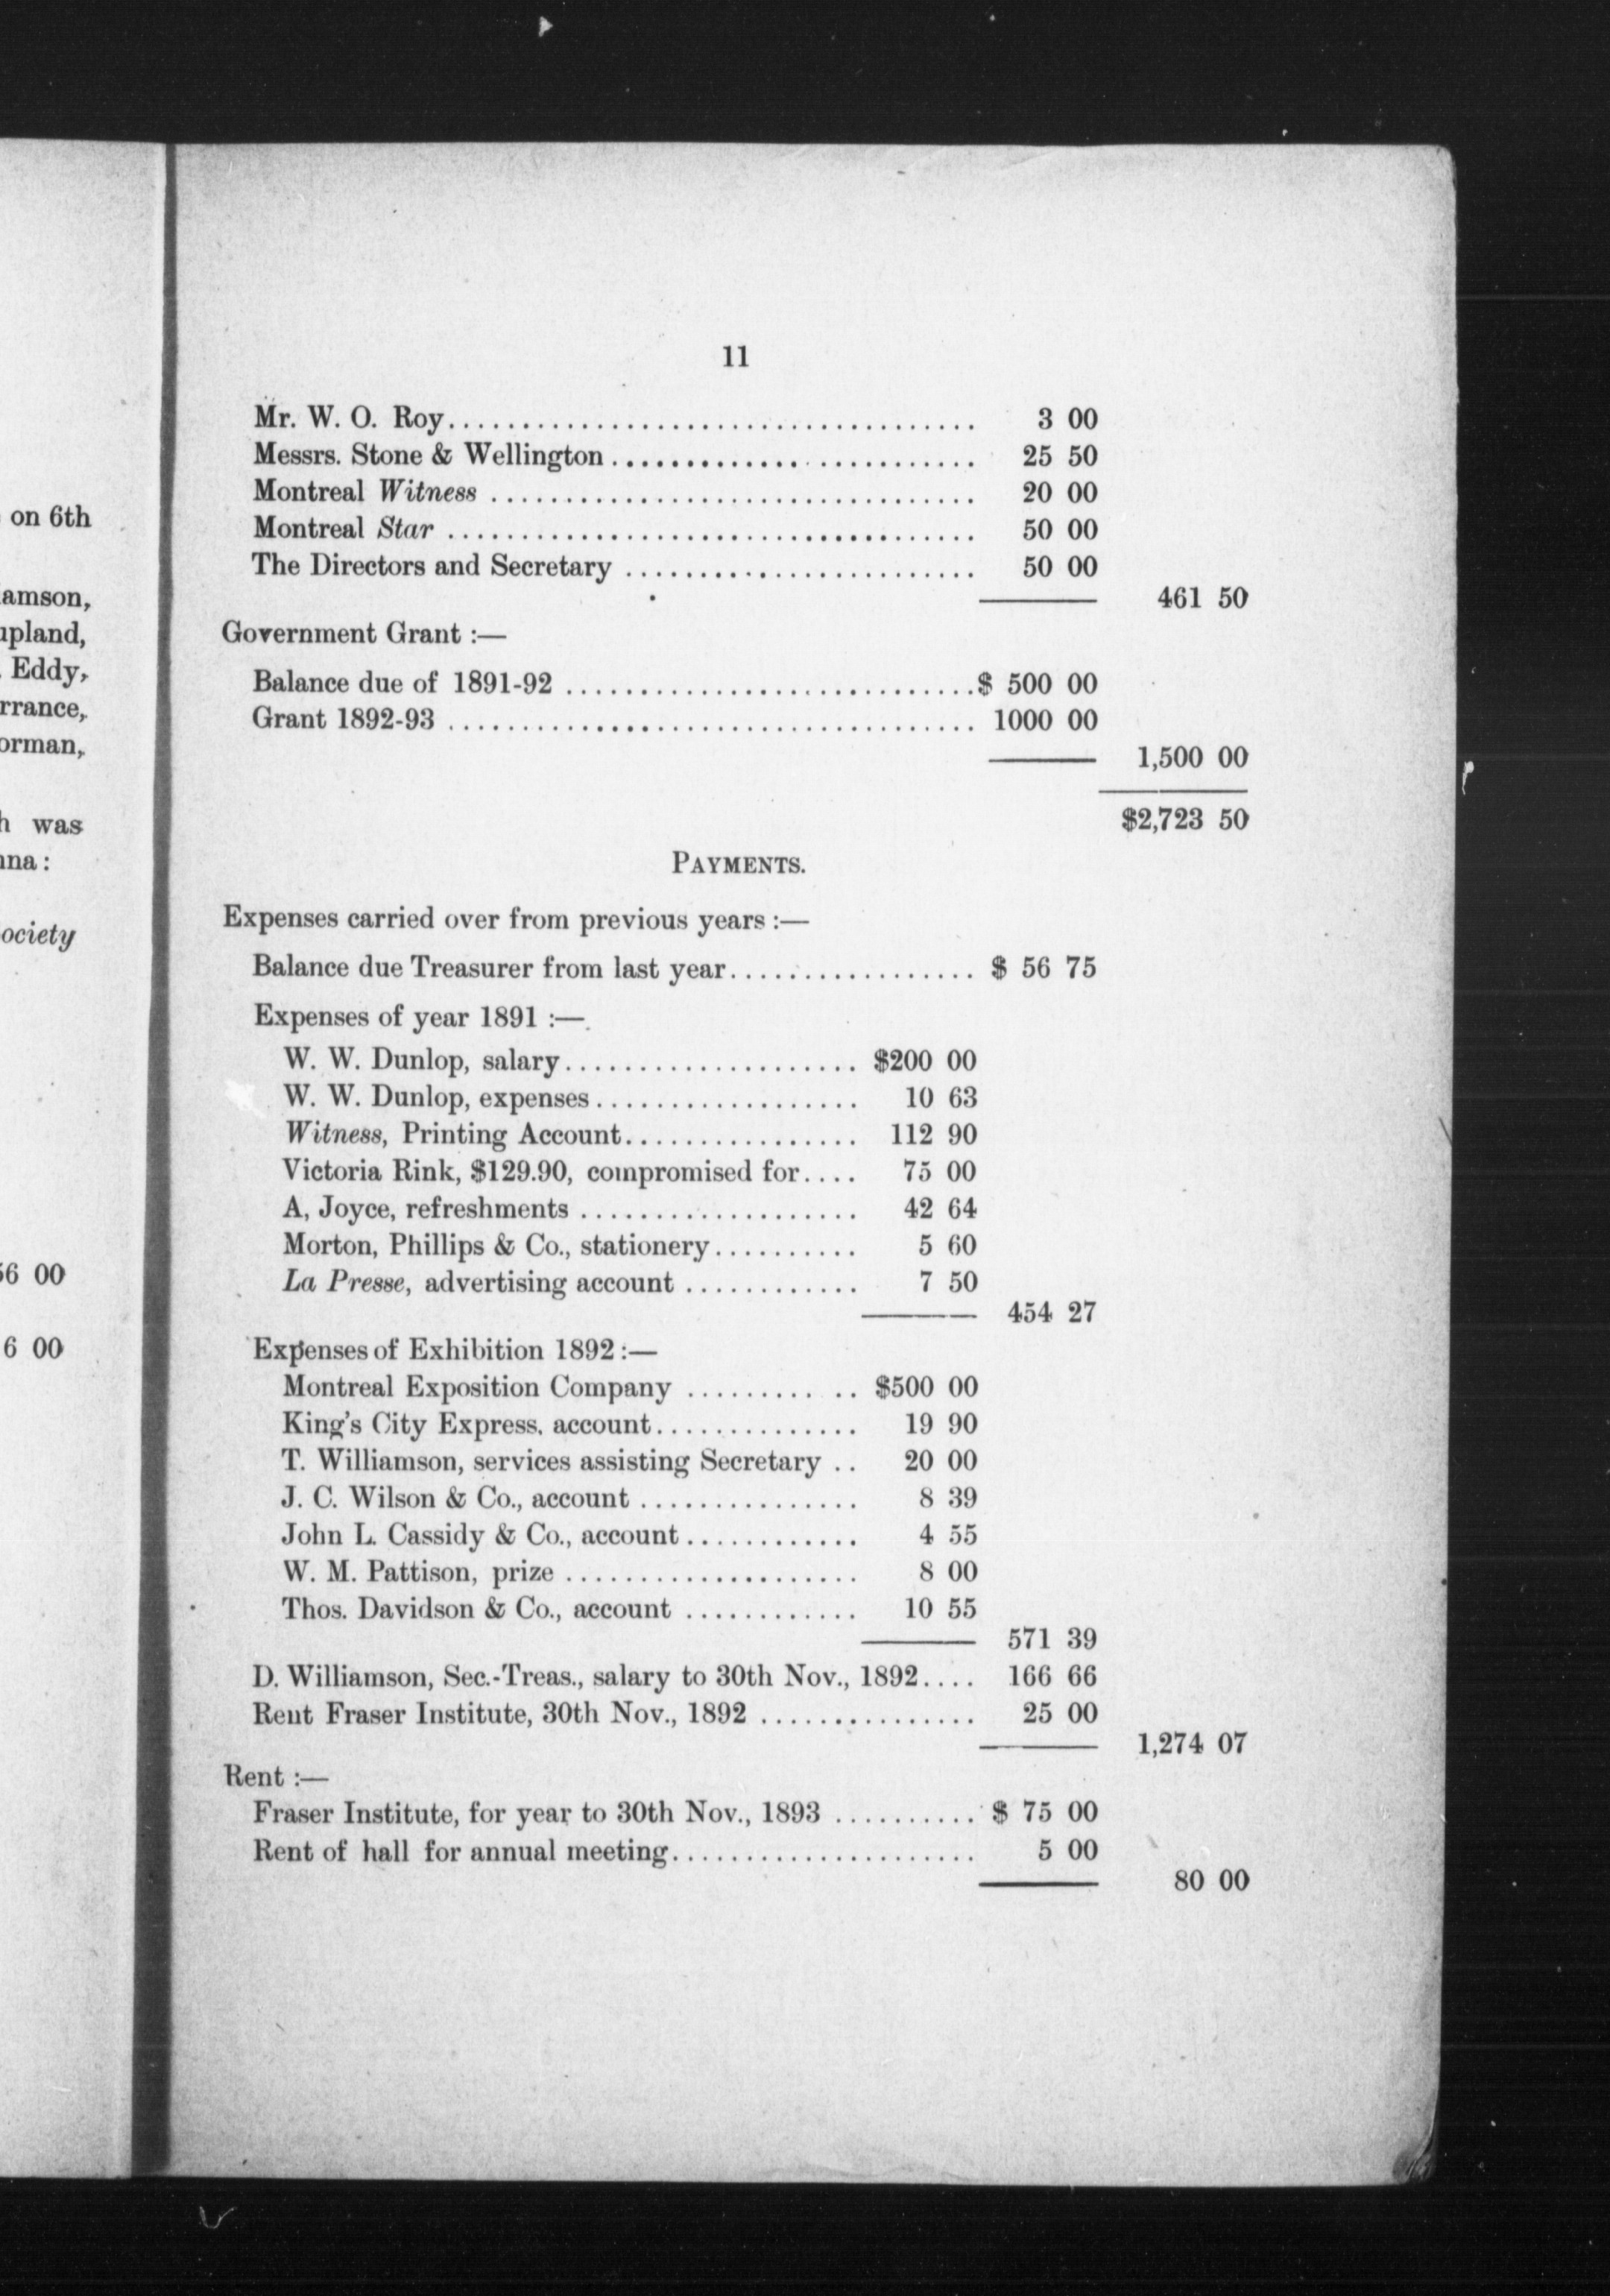 on 6th
Eddy,
was
6 00
11
Mr. W. O. Roy.................................... 3 00
Messrs. Stone & Wellington......................... 25 50
Montreal Witness ................................. 20 00
Montreal Star .................................... 50 00
The Directors and Secretary ........................ 50 00
461 50
Government Grant :—
Balance due of 1891-92 ............................$ 500 00
Grant 1892-93 .................................... 1000 00
1,500 00
$2,723 50
PAYMENTS.
Expenses carried over from previous years :—
Balance due Treasurer from last year................. $ 56 75
Expenses of year 1891 :—
W. W. Dunlop, salary.................... $200 00
W. W. Dunlop, expenses.................. 10 63
Witness, Printing Account................ 112 90
Victoria Rink, $129.90, compromised for.... 75 00
A, Joyce, refreshments ................... 42 64
Morton, Phillips & Co., stationery.......... 5 60
La Presse, advertising account ............ 7 50
454 27
Expenses of Exhibition 1892 :—
Montreal Exposition Company .......... .. $500 00
King's City Express, account.............. 19 90
T. Williamson, services assisting Secretary .. 20 00
J. C. Wilson & Co., account ............... 8 39
John L. Cassidy & Co., account............ 4 55
W. M. Pattison, prize .................... 8 00
Thos. Davidson & Co., account ............ 10 55
571 39
D. Williamson, Sec.-Treas., salary to 30th Nov., 1892.... 166 66
Rent Fraser Institute, 30th Nov., 1892 ............... 25 00
1,274 07
Rent :—
Fraser Institute, for year to 30th Nov., 1893 .......... $ 75 00
Rent of hall for annual meeting..................... 5 00
80 00